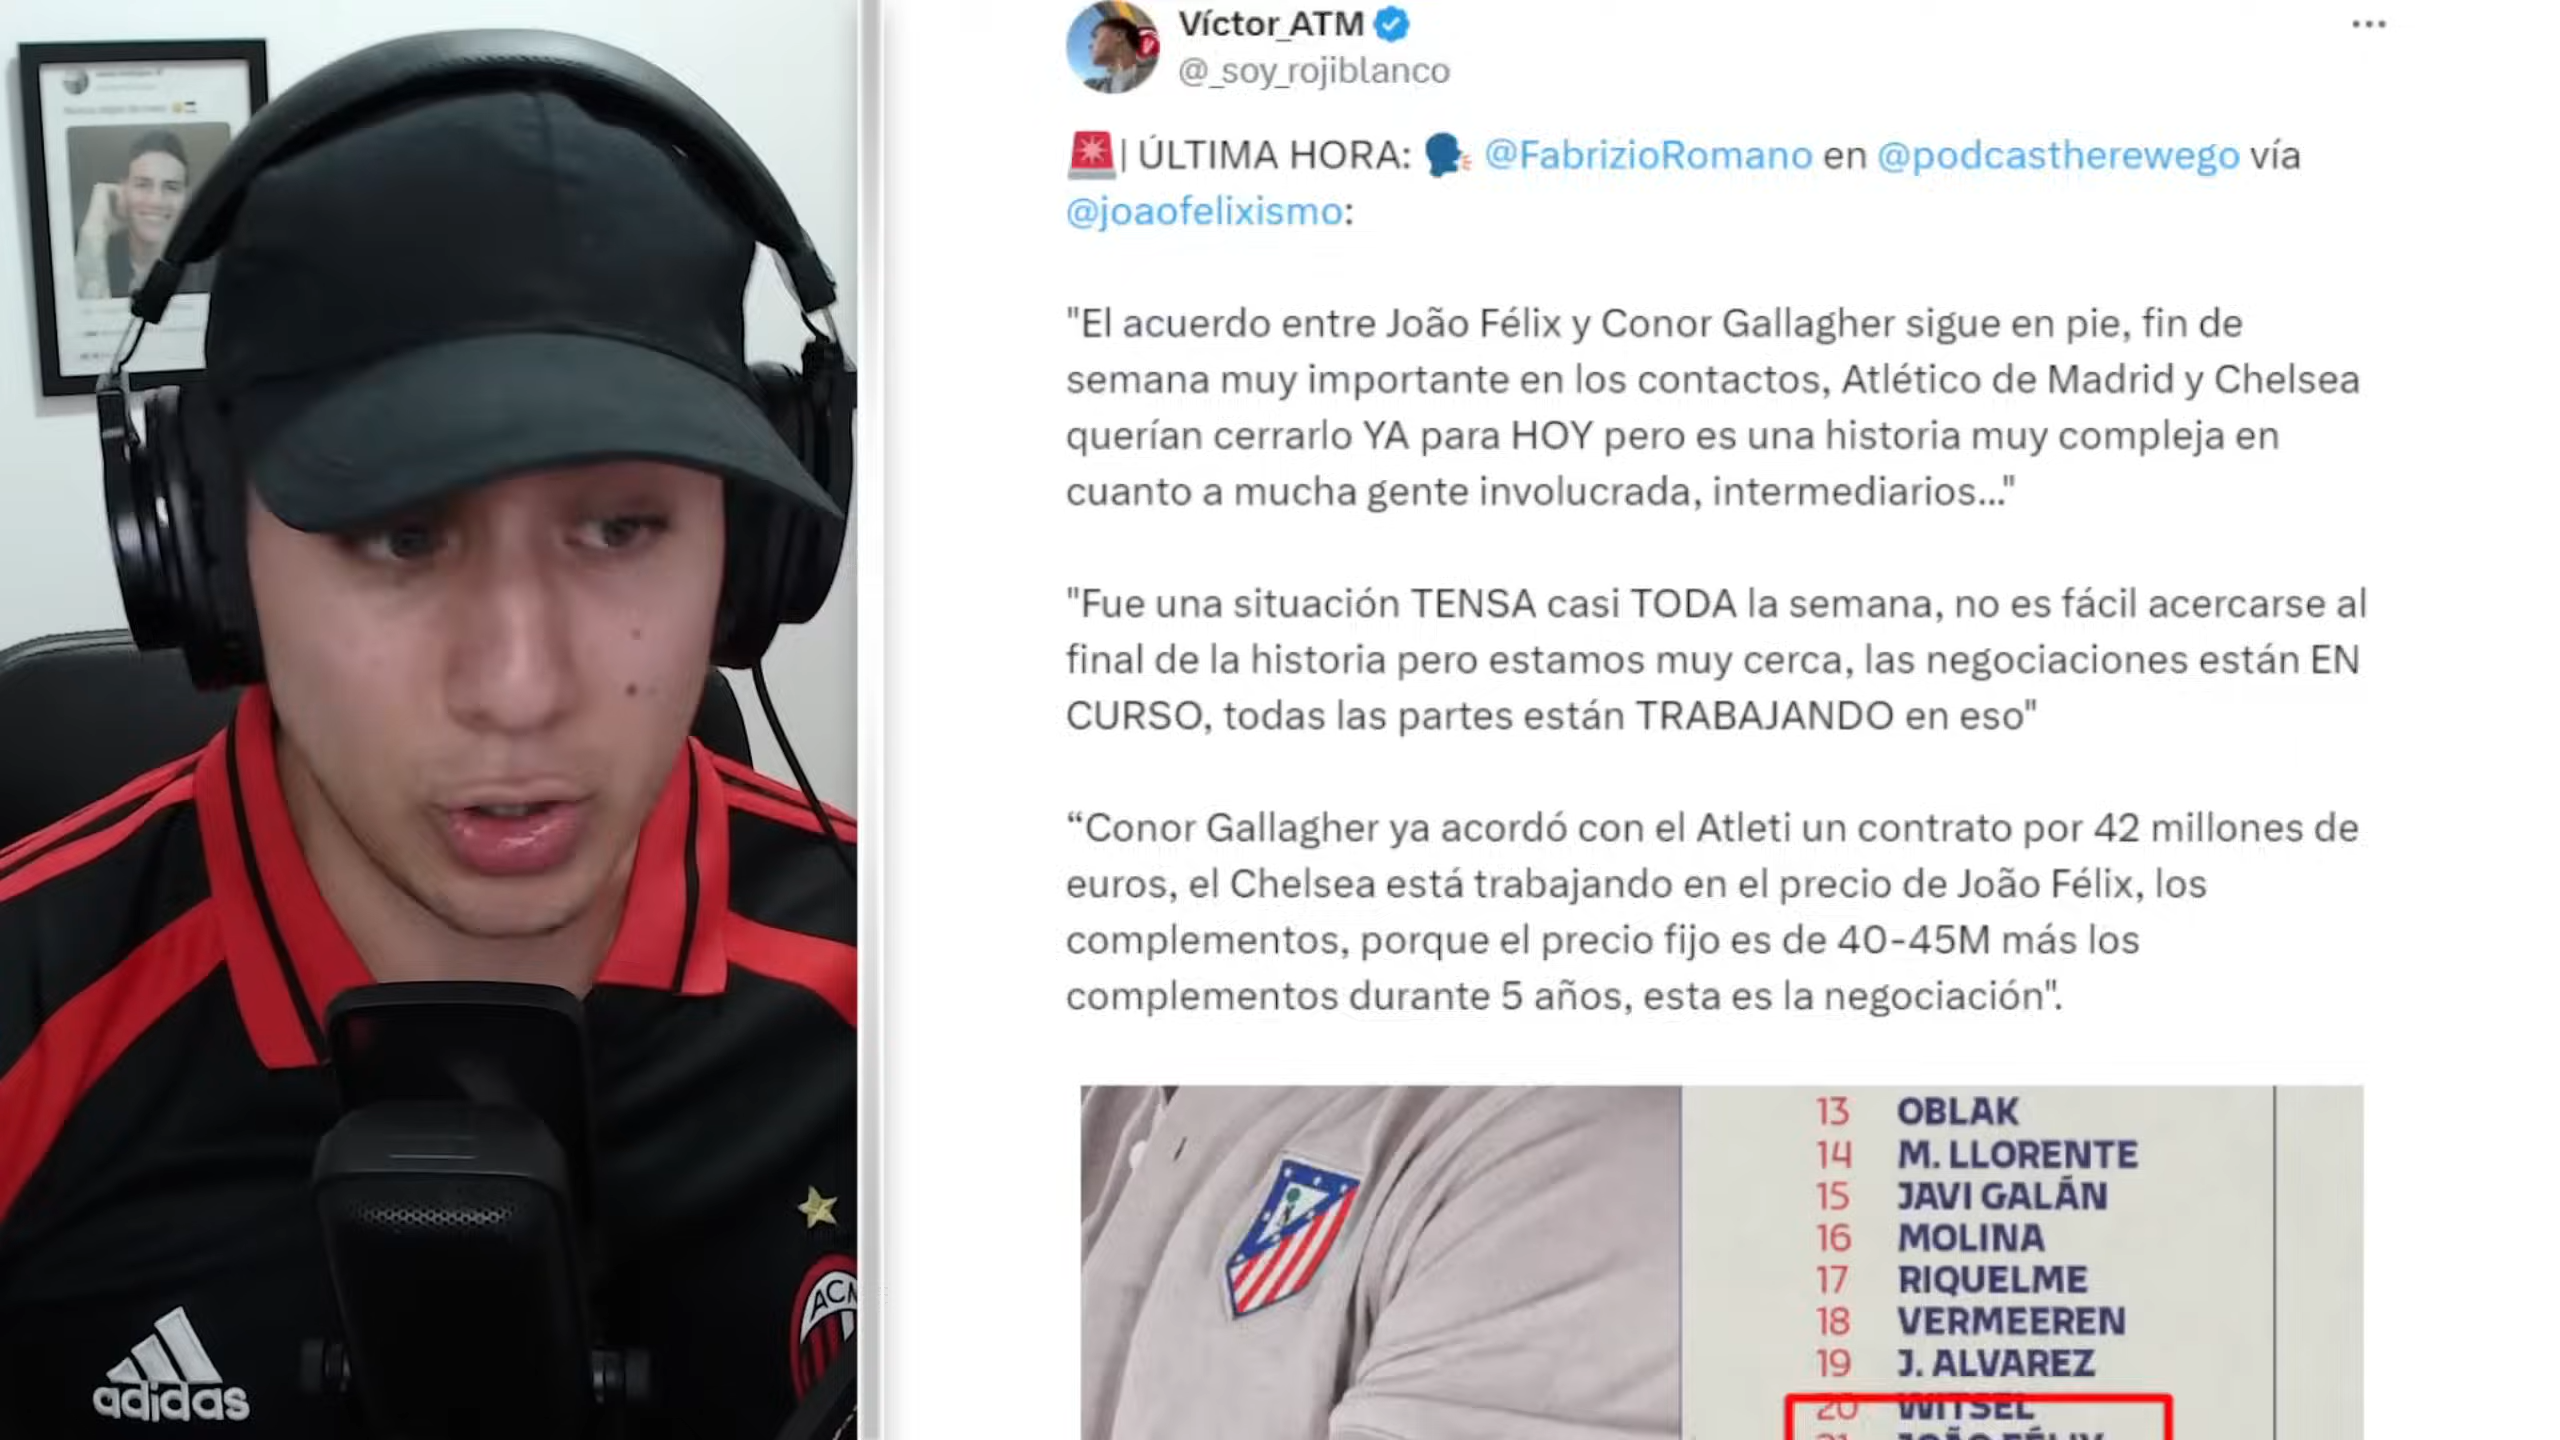 Víctor_ATM
@_soy_rojiblanco
| ÚLTIMA HORA: @FabrizioRomano en @podcastherewego vía
@joaofelixismo:
"El acuerdo entre João Félix y Conor Gallagher sigue en pie, fin de
semana muy importante en los contactos, Atlético de Madrid y Chelsea
querían cerrarlo YA para HOY pero es una historia muy compleja en
cuanto a mucha gente involucrada, intermediarios..."
"Fue una situación TENSA casi TODA la semana, no es fácil acercarse al
final de la historia pero estamos muy cerca, las negociaciones están EN
CURSO, todas las partes están TRABAJANDO en eso"
“Conor Gallagher ya acordó con el Atleti un contrato por 42 millones de
euros, el Chelsea está trabajando en el precio de João Félix, los
complementos, porque el precio fijo es de 40-45M más los
complementos durante 5 años, esta es la negociación".
13 OBLAK
14 M. LLORENTE
15 JAVI GALÁN
16 MOLINA
17 RIQUELME
18 VERMEEREN
19 J. ALVAREZ
20 WITSEL
21 JOÃO FÉLIX
adidas
ACM